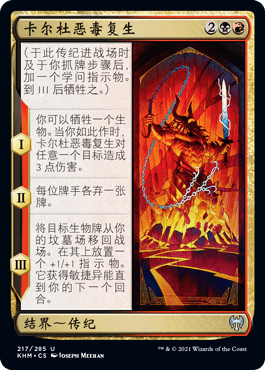 卡尔杜恶毒复生 2
（于此传纪进战场时
及于你抓牌步骤后，
加一个学问指示物。
到 III 后牺牲之。）
I
你可以牺牲一个生
物。当你如此作时，
卡尔杜恶毒复生对
任意一个目标造成
3 点伤害。
II
每位牌手各弃一张
牌。
III
将目标生物牌从你
的坟墓场移回战
场。在其上放置一
个 +1/+1 指示物。
它获得敏捷异能直
到你的下一个回
合。
结界～传纪
217/285 U
KHM • CS JOSEPH MEEHAN
™ & © 2021 Wizards of the Coast